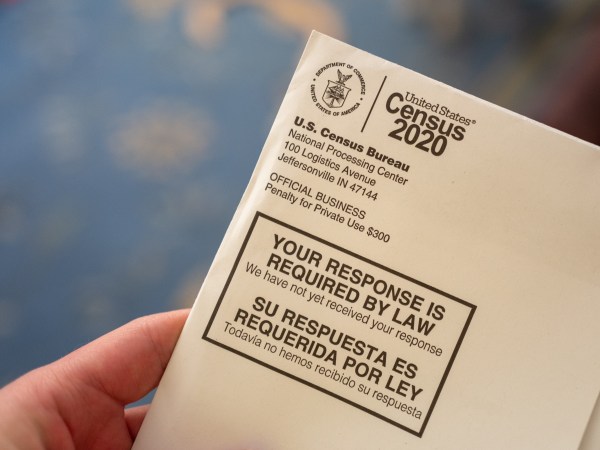 DEPARTMENT OF COMMERCE
UNITED STATES OF AMERICA
United States®
Census
2020
U.S. Census Bureau
National Processing Center
100 Logistics Avenue
Jeffersonville IN 47144
OFFICIAL BUSINESS
Penalty for Private Use $300
YOUR RESPONSE IS
REQUIRED BY LAW
We have not yet received your response
SU RESPUESTA ES
REQUERIDA POR LEY
Todavía no hemos recibido su respuesta